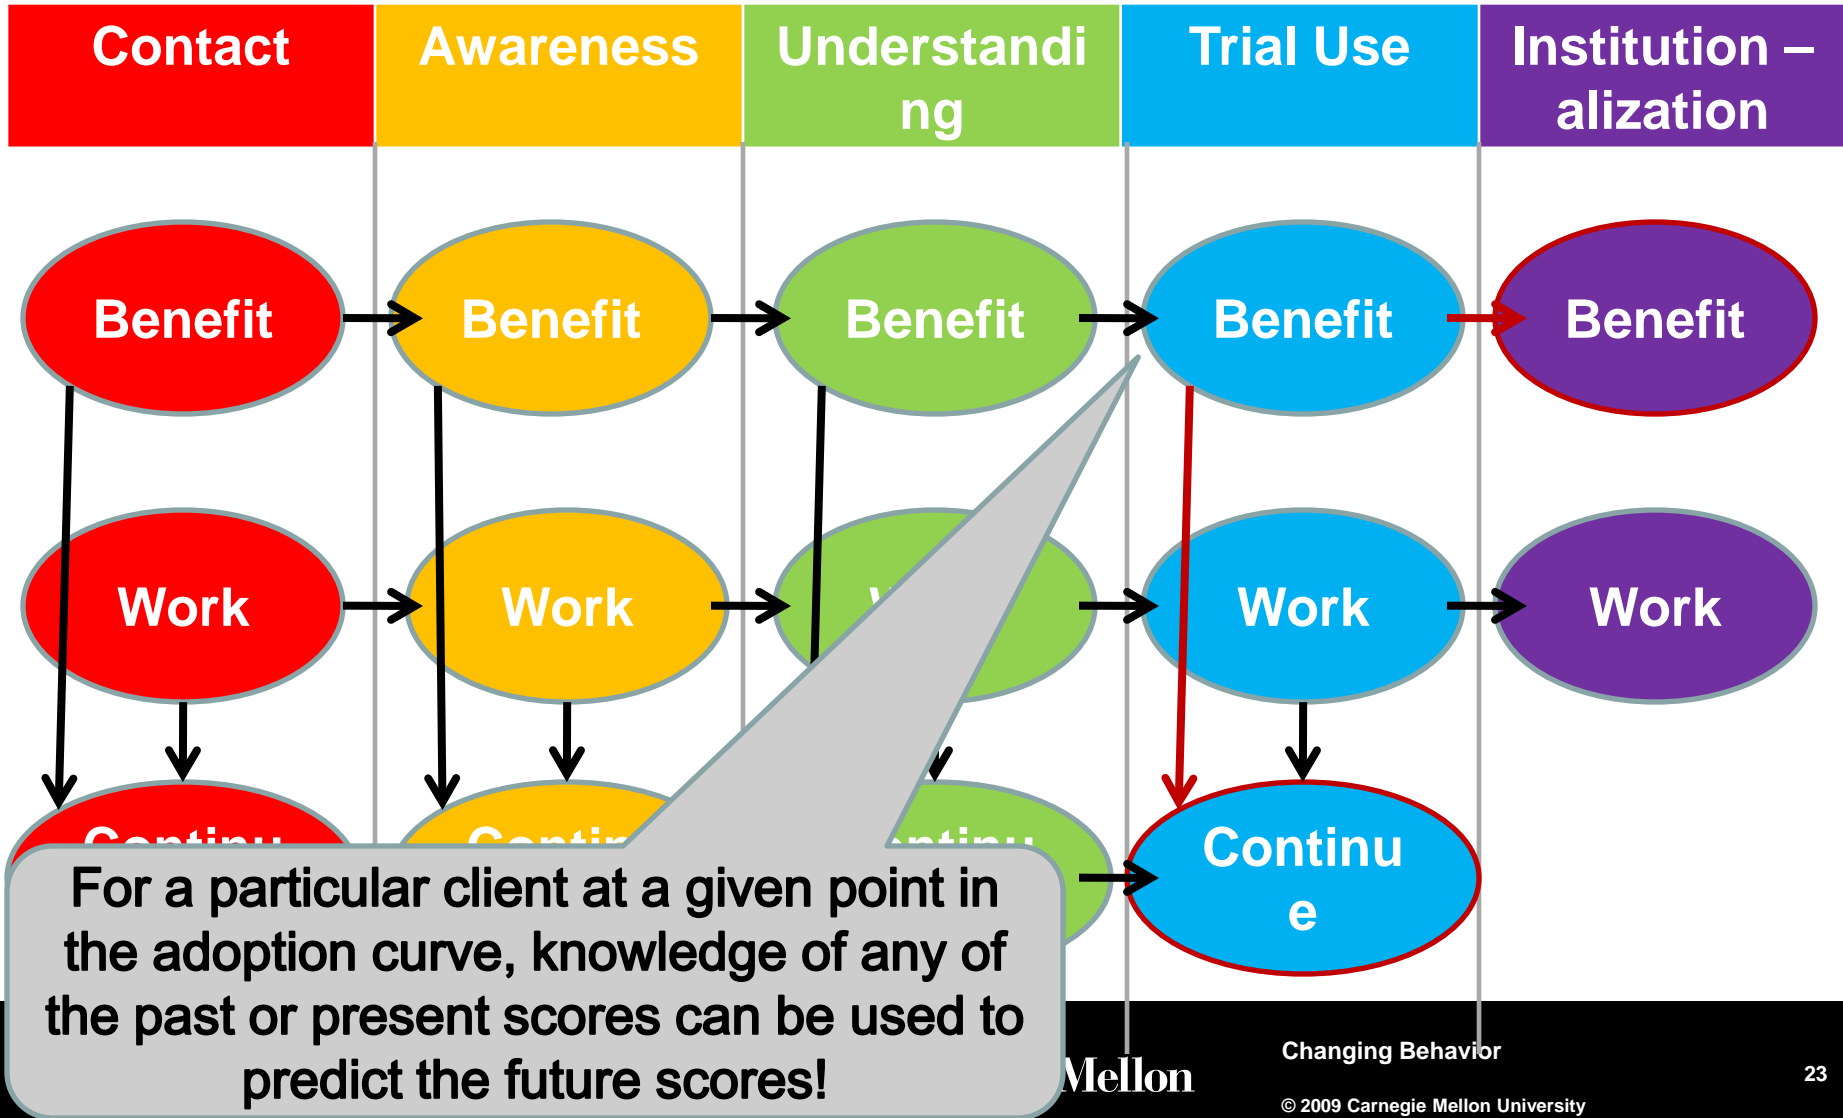 Contact
Awareness
Understandi
ng
Trial Use
Institution –
alization
Benefit
Benefit
Benefit
Benefit
Benefit
Work
Work
Work
Work
Continu
e
For a particular client at a given point in
the adoption curve, knowledge of any of
the past or present scores can be used to
predict the future scores!
Mellon
Changing Behavior
23
© 2009 Carnegie Mellon University